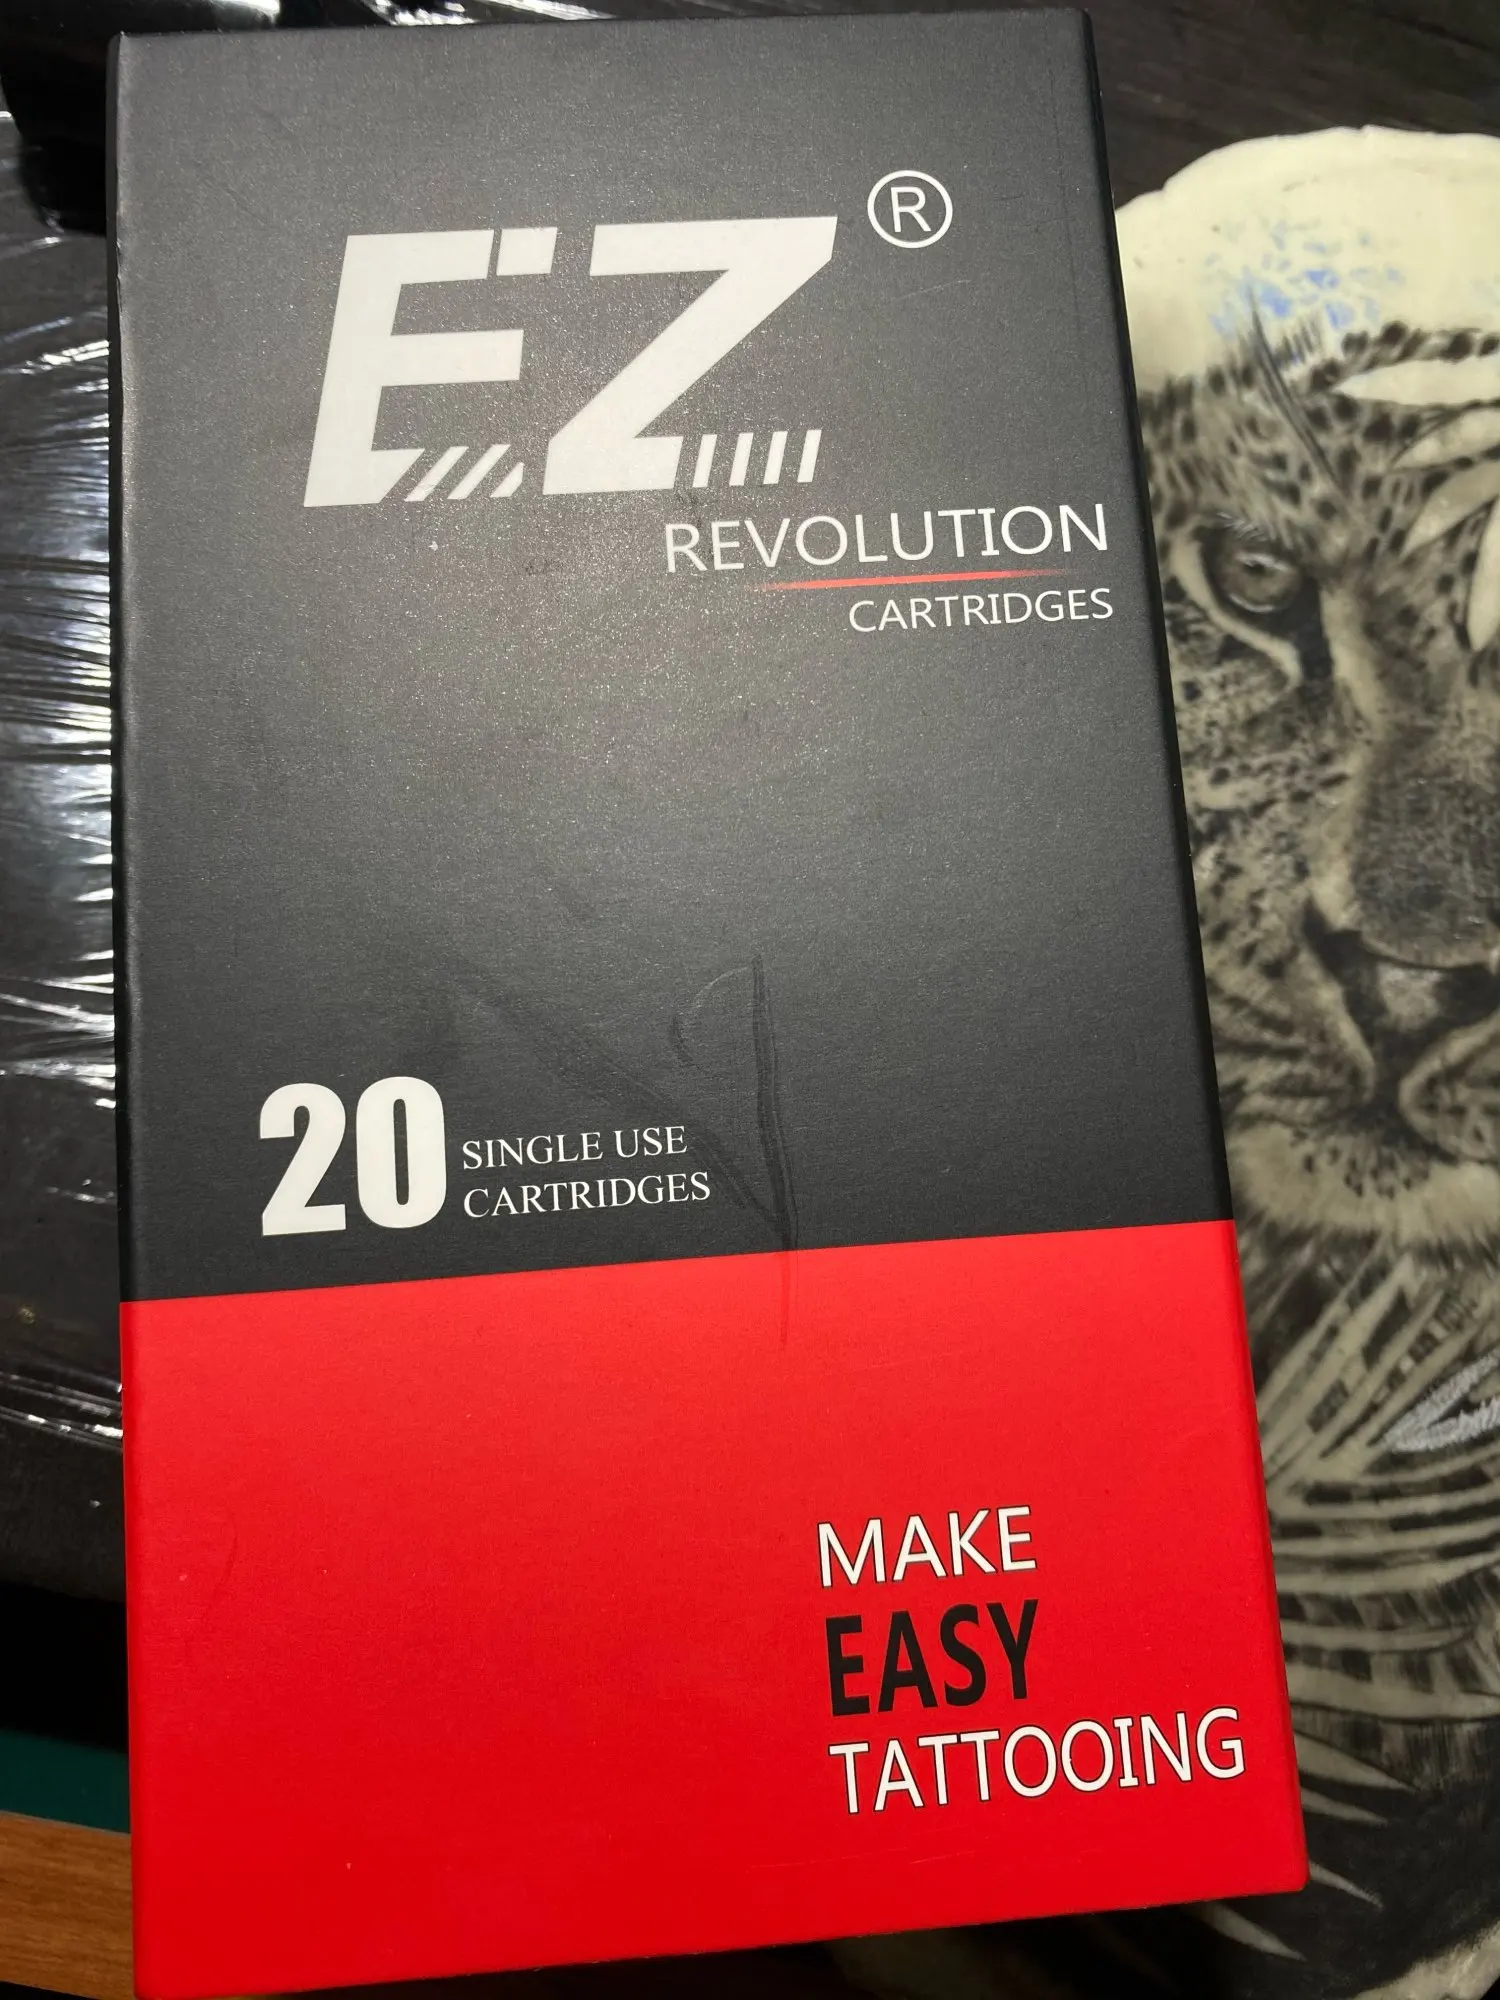 EZ®
REVOLUTION
CARTRIDGES
20 SINGLE USE
CARTRIDGES
MAKE
EASY
TATTOOING